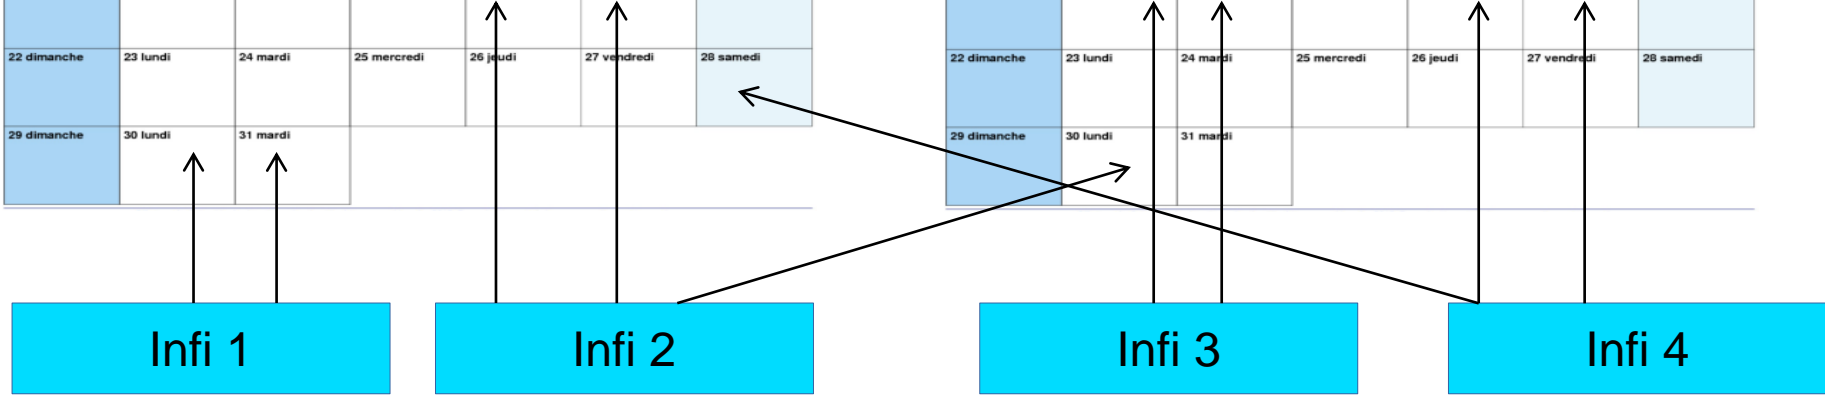 22 dimanche 23 lundi 24 mardi 25 mercredi 26 jeudi 27 vendredi 28 samedi
29 dimanche 30 lundi 31 mardi
22 dimanche 23 lundi 24 mardi 25 mercredi 26 jeudi 27 vendredi 28 samedi
29 dimanche 30 lundi 31 mardi
Infi 1
Infi 2
Infi 3
Infi 4